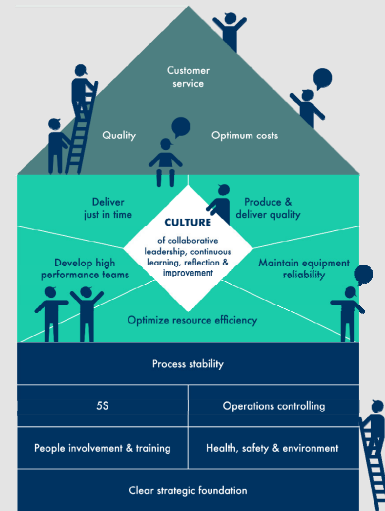 Customer
service
Quality
Optimum costs
Deliver
just in time
Produce &
deliver quality
CULTURE
of collaborative
leadership, continuous
learning, reflection &
improvement
Develop high
performance teams
Maintain equipment
reliability
Optimize resource efficiency
Process stability
5S
Operations controlling
People involvement & training
Health, safety & environment
Clear strategic foundation